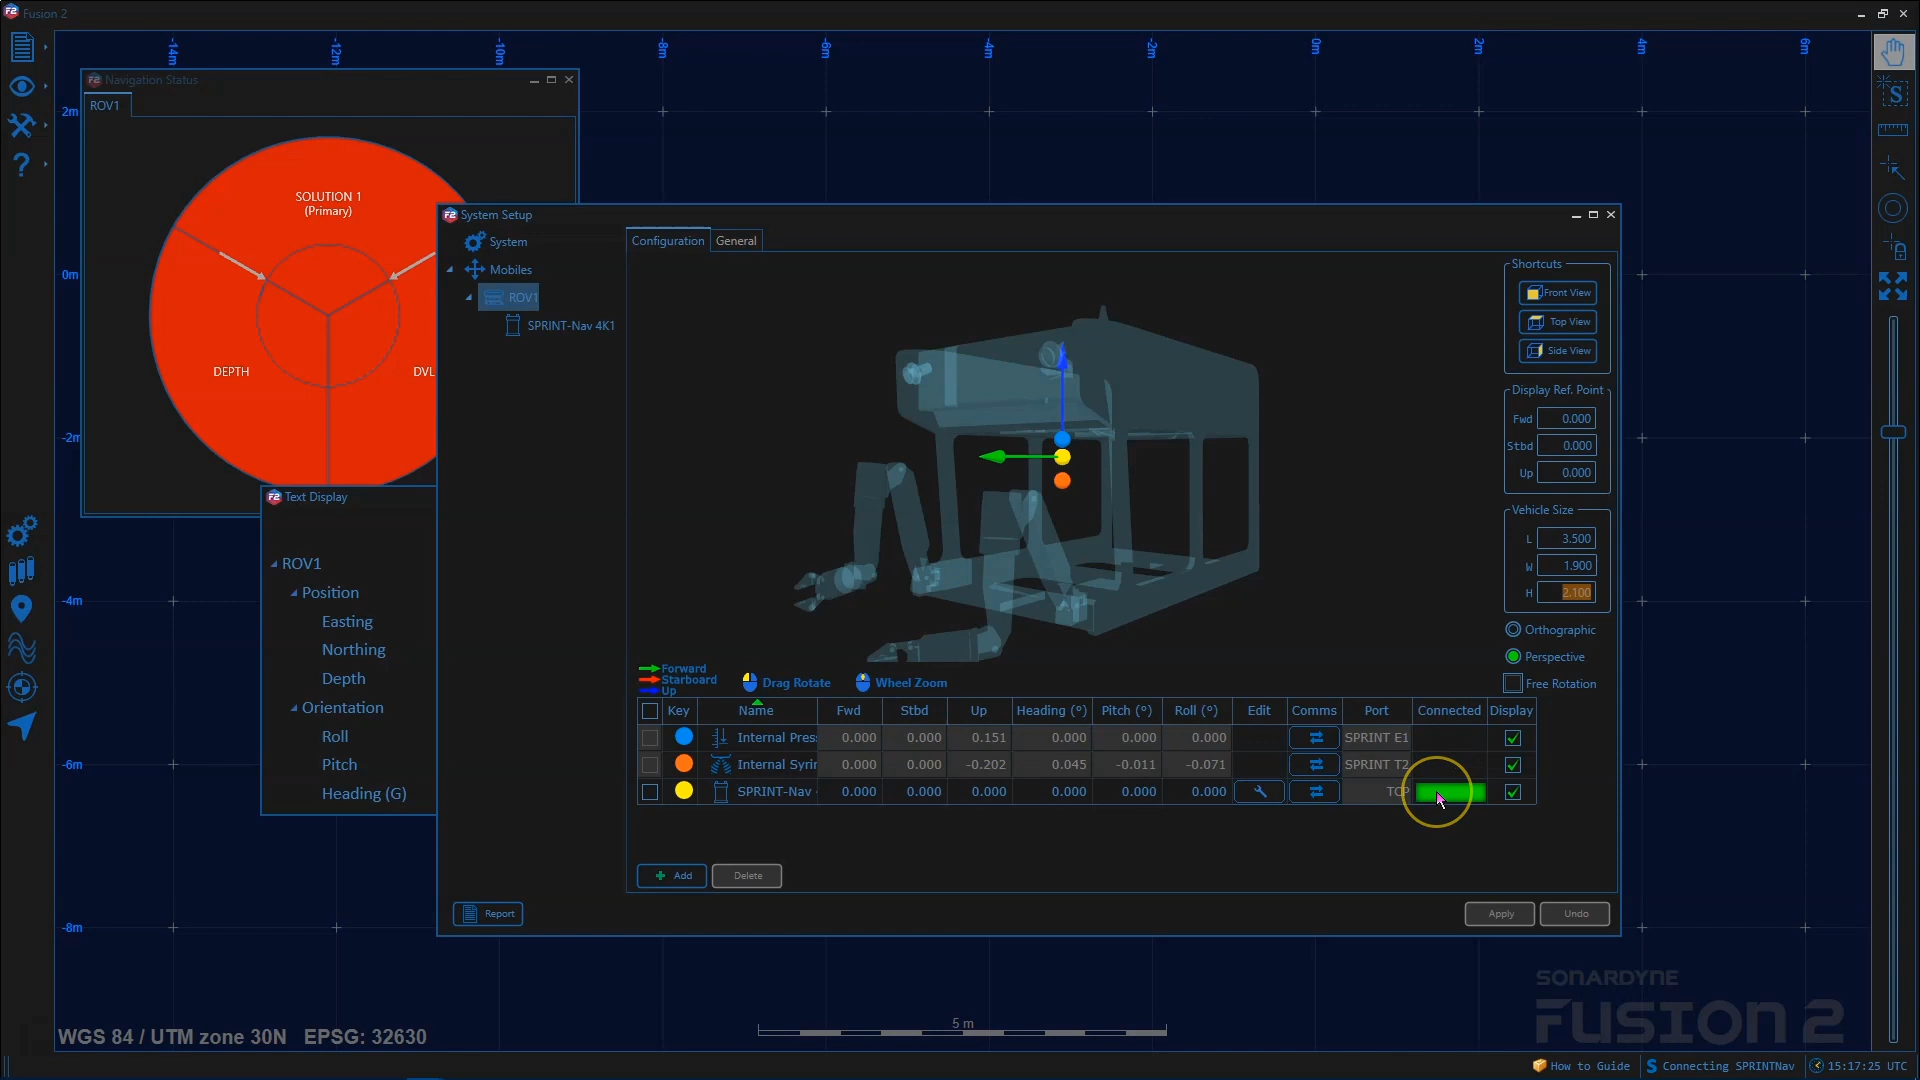 Fusion 2
-14m
-12m
-10m
-8m
-6m
-4m
-2m
0m
2m
4m
6m
2m
0m
-2m
-4m
-6m
-8m
Navigation Status
ROV1
SOLUTION 1
(Primary)
DEPTH
DVL
Text Display
ROV1
Position
Easting
Northing
Depth
Orientation
Roll
Pitch
Heading (G)
System Setup
System
Mobiles
ROV1
SPRINT-Nav 4K1
Configuration
General
Shortcuts
Front View
Top View
Side View
Display Ref. Point
Fwd 0.000
Stbd 0.000
Up 0.000
Vehicle Size
L 3.500
W 1.900
H 2.100
Orthographic
Perspective
Free Rotation
Forward
Starboard
Up
Drag Rotate
Wheel Zoom
Key Name Fwd Stbd Up Heading (°) Pitch (°) Roll (°) Edit Comms Port Connected Display
Internal Pres 0.000 0.000 0.151 0.000 0.000 0.000 SPRINT E1
Internal Syrin 0.000 0.000 -0.202 0.045 -0.011 -0.071 SPRINT T2
SPRINT-Nav 0.000 0.000 0.000 0.000 0.000 0.000 TCP
Add
Delete
Report
Apply
Undo
SONARDYNE
FUSION 2
WGS 84 / UTM zone 30N EPSG: 32630
5 m
How to Guide
Connecting SPRINTNav
15:17:25 UTC